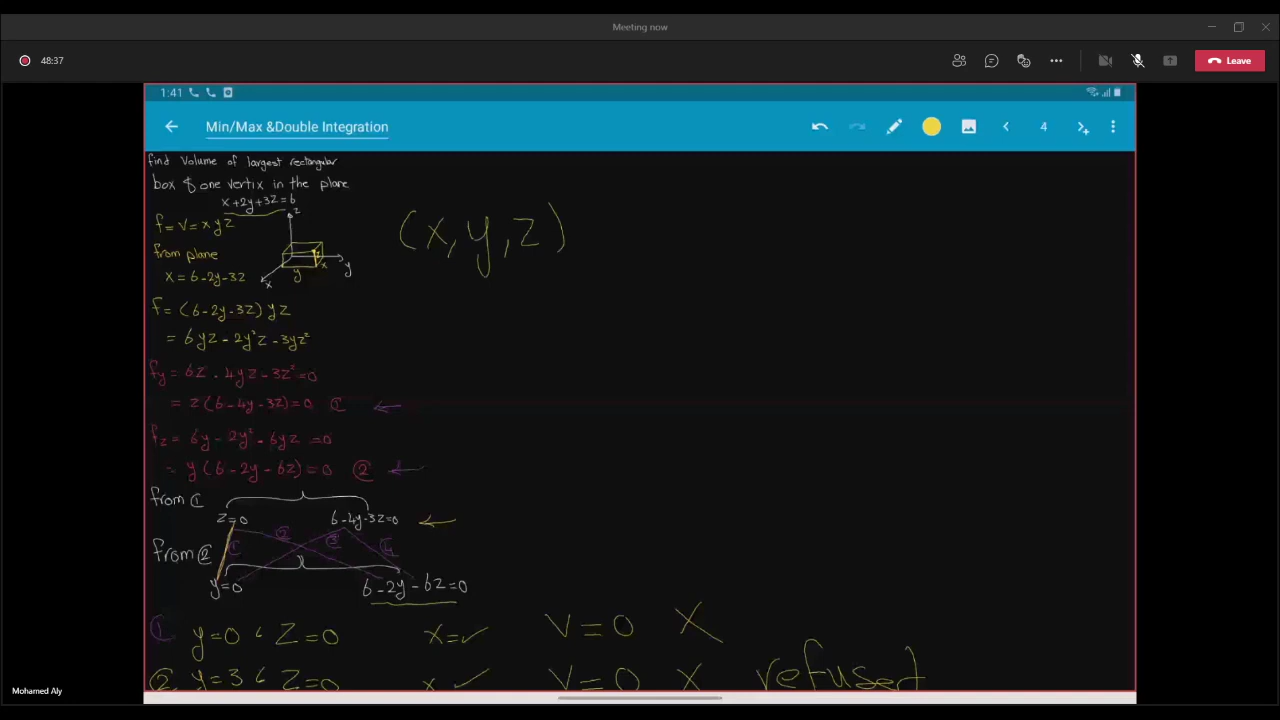 Meeting now
48:37
Leave
1:41
Min/Max &Double Integration
4
find Volume of largest rectangular
box & one vertix in the plane
x+2y+3z=6
z
f=V=xyz
(x,y,z)
from plane
x
y
y
x
x=6-2y-3z
f=(6-2y-3z)yz
=6yz-2y²z-3yz²
fy=6z-4yz-3z²=0
=z(6-4y-3z)=0 ①
fz=6y-2y²-6yz=0
=y(6-2y-6z)=0 ②
from ①
z=0 6-4y-3z=0
① ② ③ 4
from ②
y=0 6-2y-6z=0
① y=0 , z=0 x=✓ V=0 X
② y=3 , z=0 x ✓ V=0 X refused
Mohamed Aly